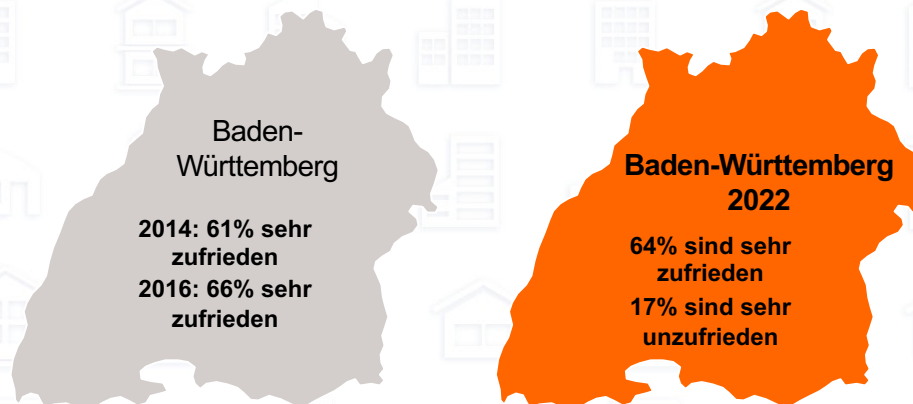 Baden-
Württemberg
2014: 61% sehr
zufrieden
2016: 66% sehr
zufrieden
Baden-Württemberg
2022
64% sind sehr
zufrieden
17% sind sehr
unzufrieden